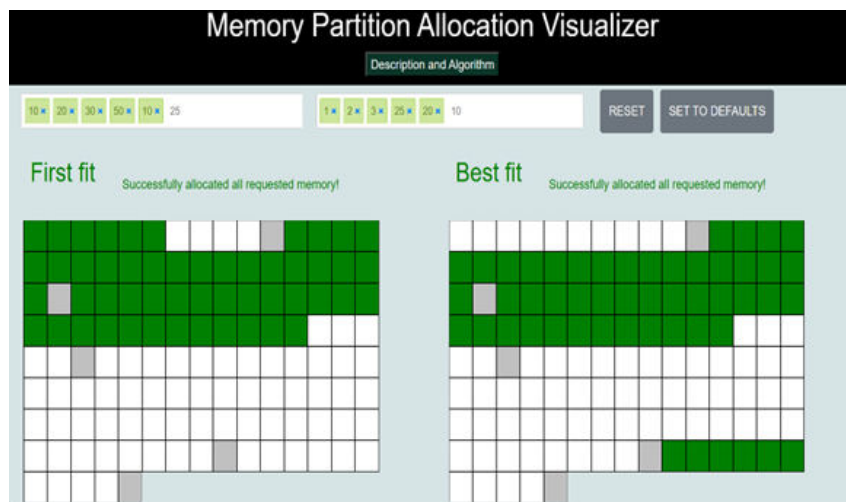 Memory Partition Allocation Visualizer
Description and Algorithm
10 × 20 × 30 × 50 × 10 × 25
1 × 2 × 3 × 25 × 20 × 10
RESET
SET TO DEFAULTS
First fit
Successfully allocated all requested memory!
Best fit
Successfully allocated all requested memory!